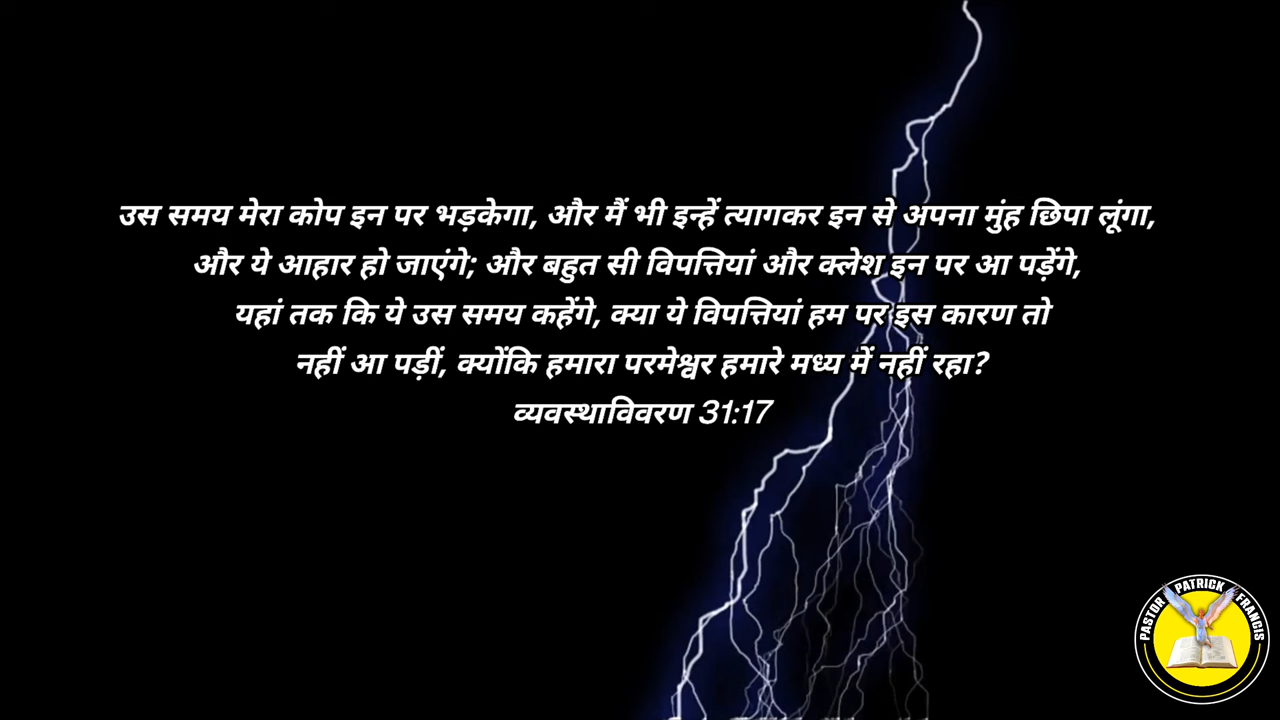 उस समय मेरा कोप इन पर भड़केगा, और मैं भी इन्हें त्यागकर इन से अपना मुंह छिपा लूंगा,
और ये आहार हो जाएंगे; और बहुत सी विपत्तियां और क्लेश इन पर आ पड़ेंगे,
यहां तक कि ये उस समय कहेंगे, क्या ये विपत्तियां हम पर इस कारण तो
नहीं आ पड़ीं, क्योंकि हमारा परमेश्वर हमारे मध्य में नहीं रहा?
व्यवस्थाविवरण 31:17
PASTOR PATRICK FRANCIS